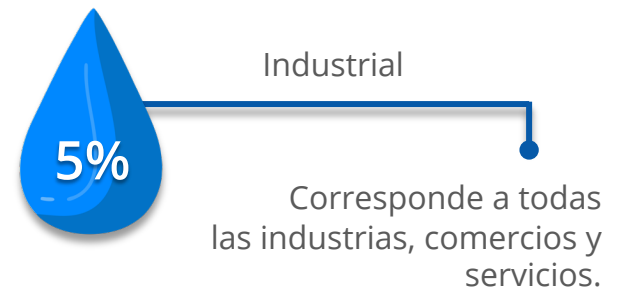 Industrial
5%
Corresponde a todas
las industrias, comercios y
servicios.